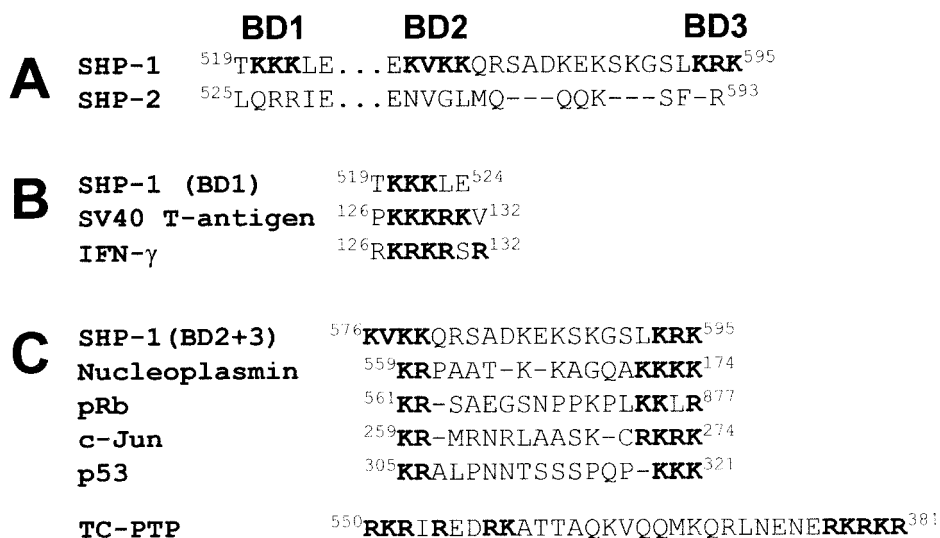 BD1 BD2 BD3
A
SHP-1 519TKKKLE...EKVKKQRSADKEKSKGSLKRK595
SHP-2 525LQRRIE...ENVGLMQ---QQK---SF-R593
B
SHP-1 (BD1) 519TKKKLE524
SV40 T-antigen 126PKKKRKV132
IFN-γ 126RKRKRSR132
C
SHP-1(BD2+3) 576KVKKQRSADKEKSKGSLKRK595
Nucleoplasmin 559KRPAAT-K-KAGQAKKKK174
pRb 561KR-SAEGSNPPKPLKKLR877
c-Jun 259KR-MRNRLAASK-CRKRK274
p53 305KRALPNNTSSSPQP-KKK321
TC-PTP 550RKRIREDRKATTAQKVQQMKQRLNENERKRKR381